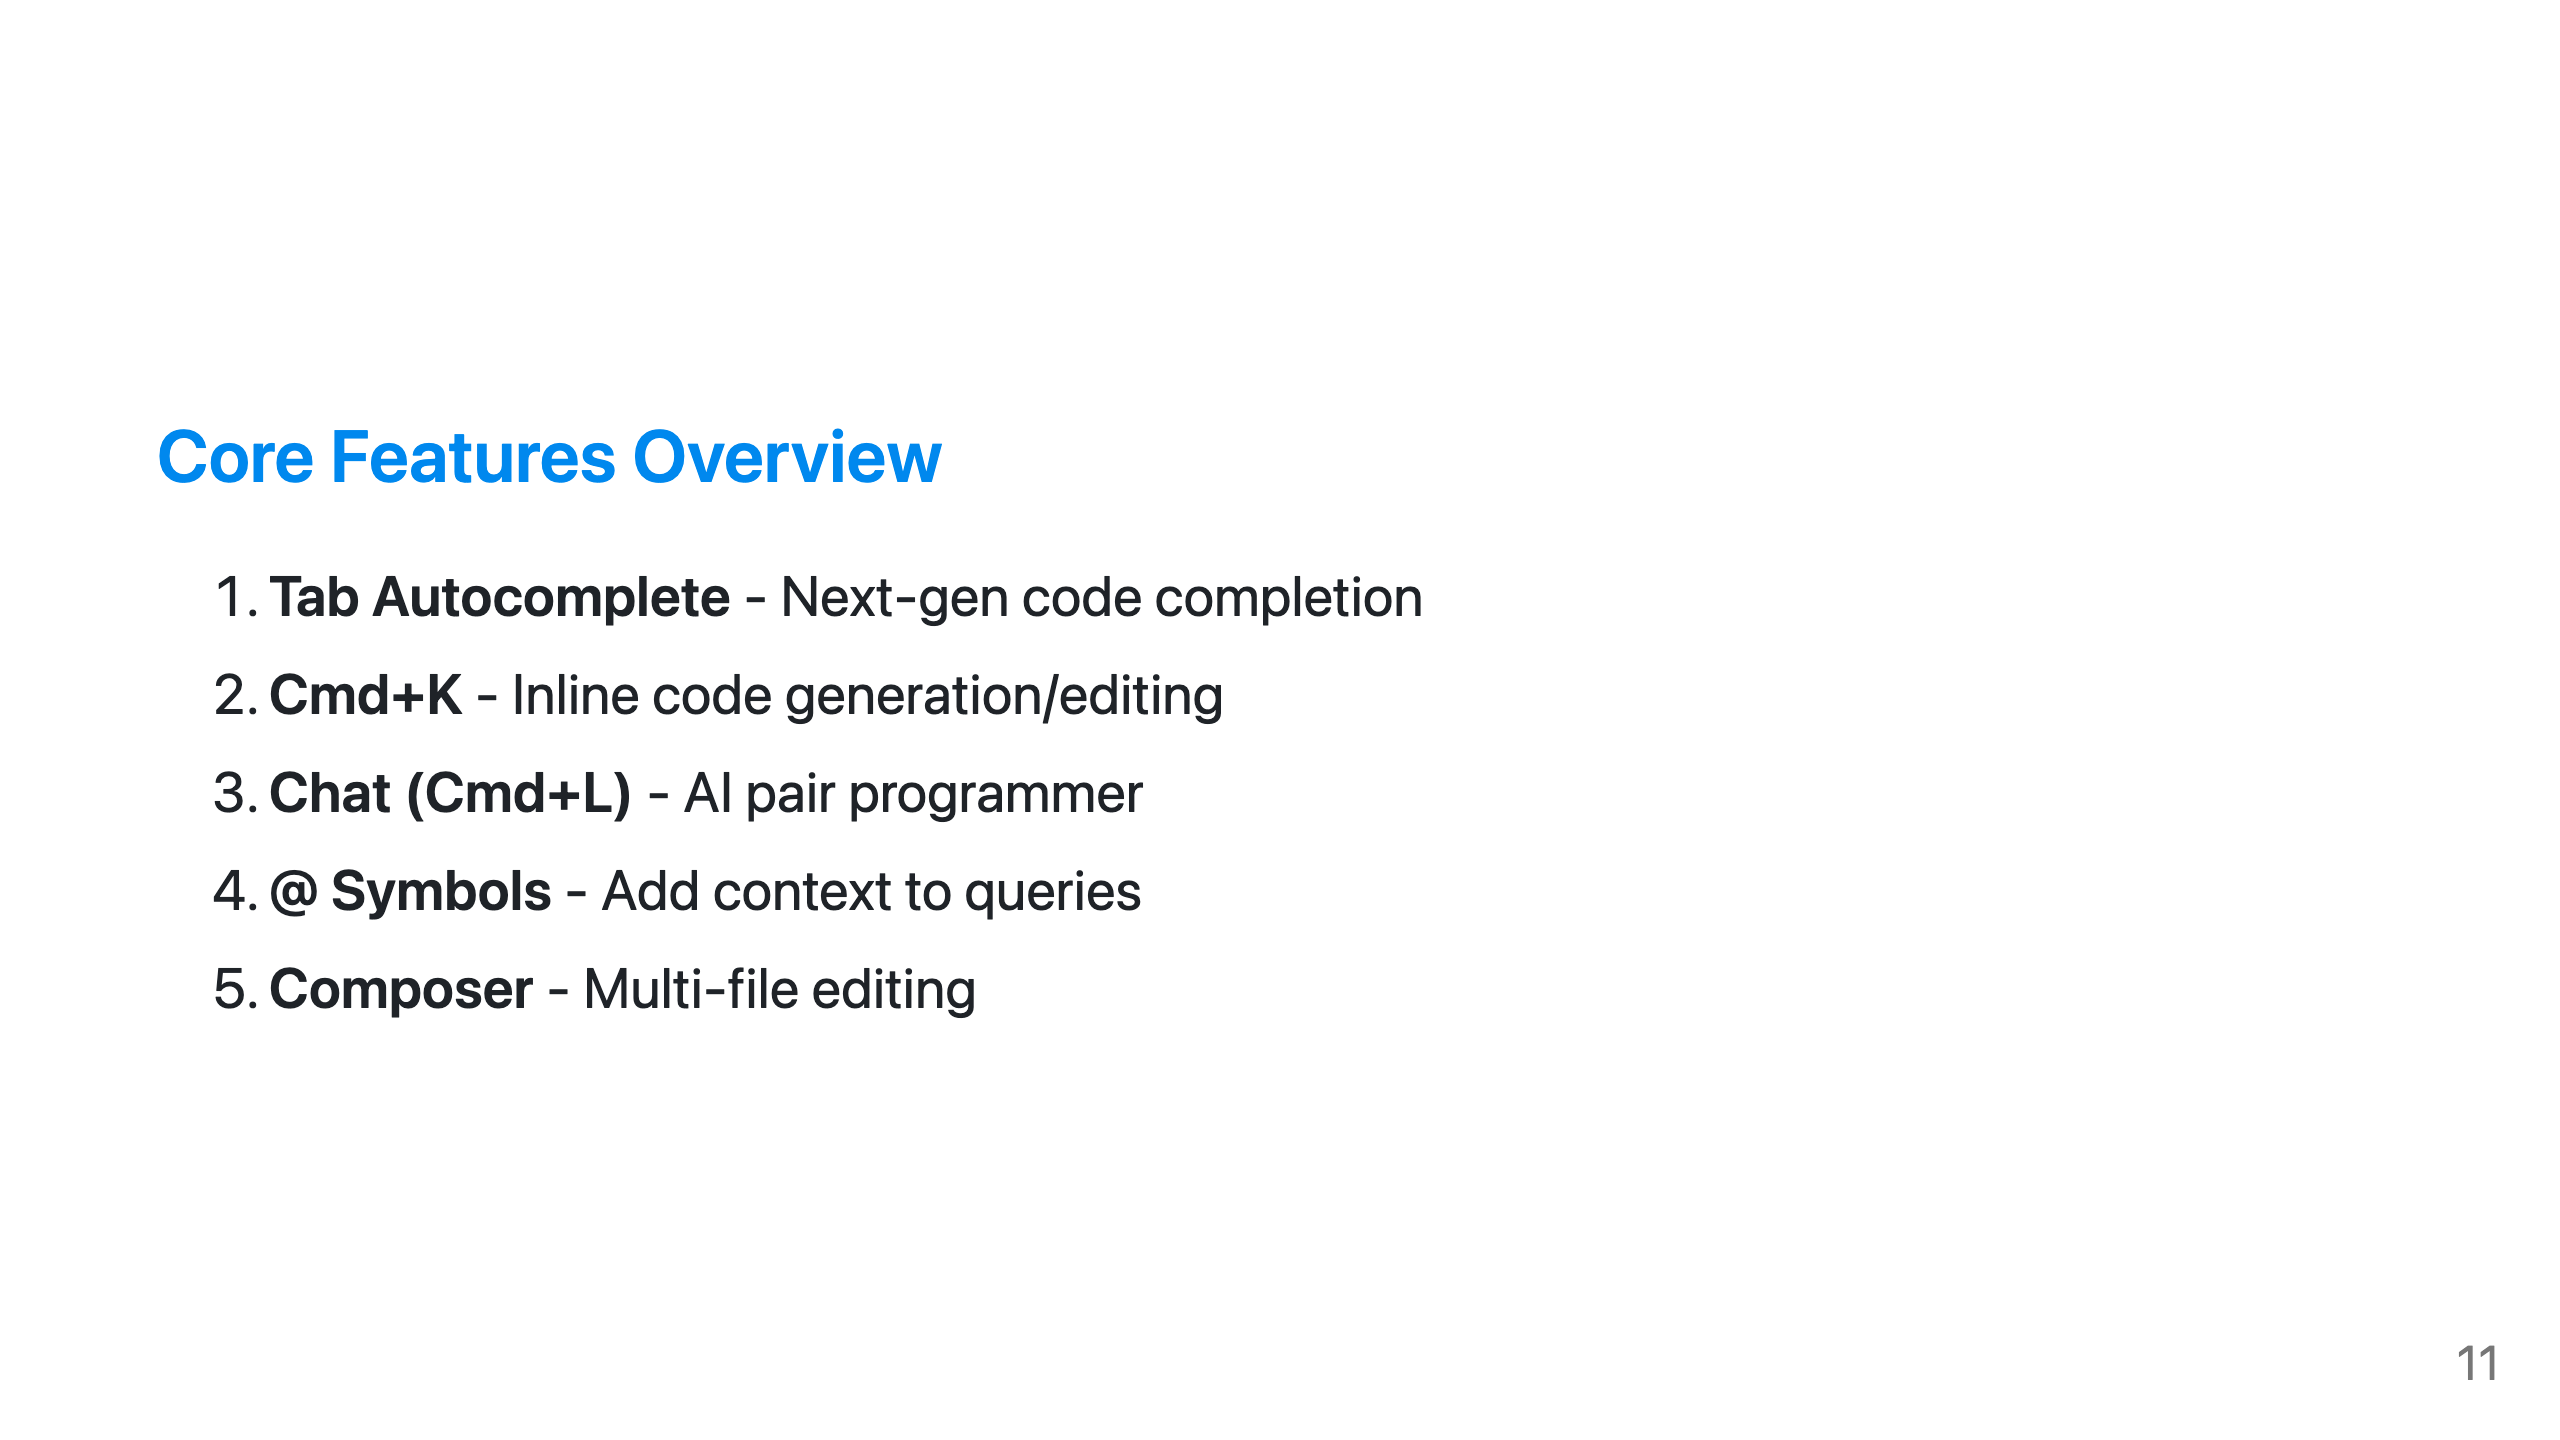 Core Features Overview
1. Tab Autocomplete - Next-gen code completion
2. Cmd+K - Inline code generation/editing
3. Chat (Cmd+L) - AI pair programmer
4. @ Symbols - Add context to queries
5. Composer - Multi-file editing
11